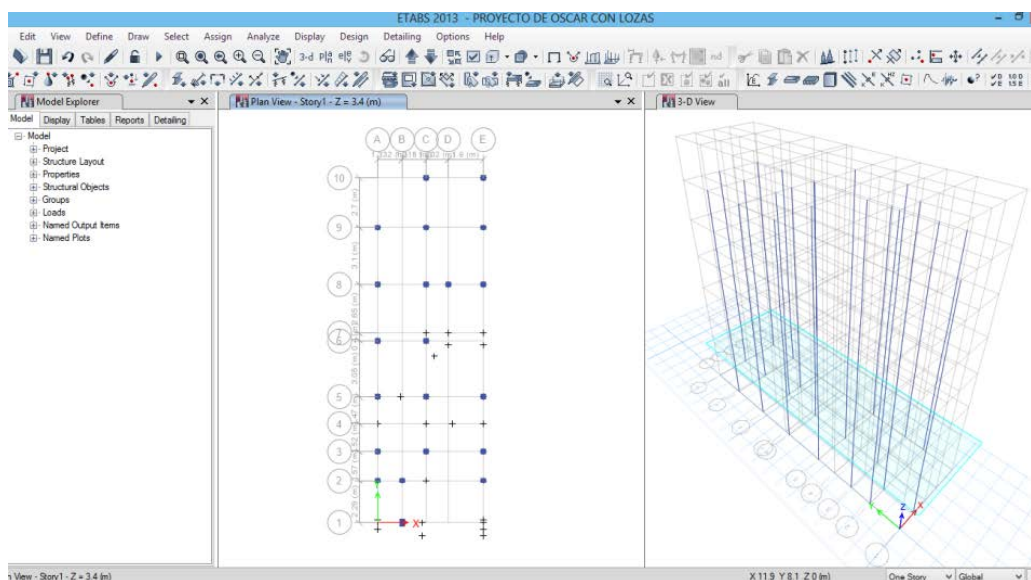 ETABS 2013 - PROYECTO DE OSCAR CON LOZAS
Edit View Define Draw Select Assign Analyze Display Design Detailing Options Help
3-d
Model Explorer
Model Display Tables Reports Detailing
Model
Project
Structure Layout
Properties
Structural Objects
Groups
Loads
Named Output Items
Named Plots
Plan View - Story1 - Z = 3.4 (m)
A B C D E
10
9
8
7
6
5
4
3
2
1
X
3-D View
Z
Y X
n View - Story1 - Z = 3.4 (m)
X 11.9 Y 8.1 Z 0 (m)
One Story
Global